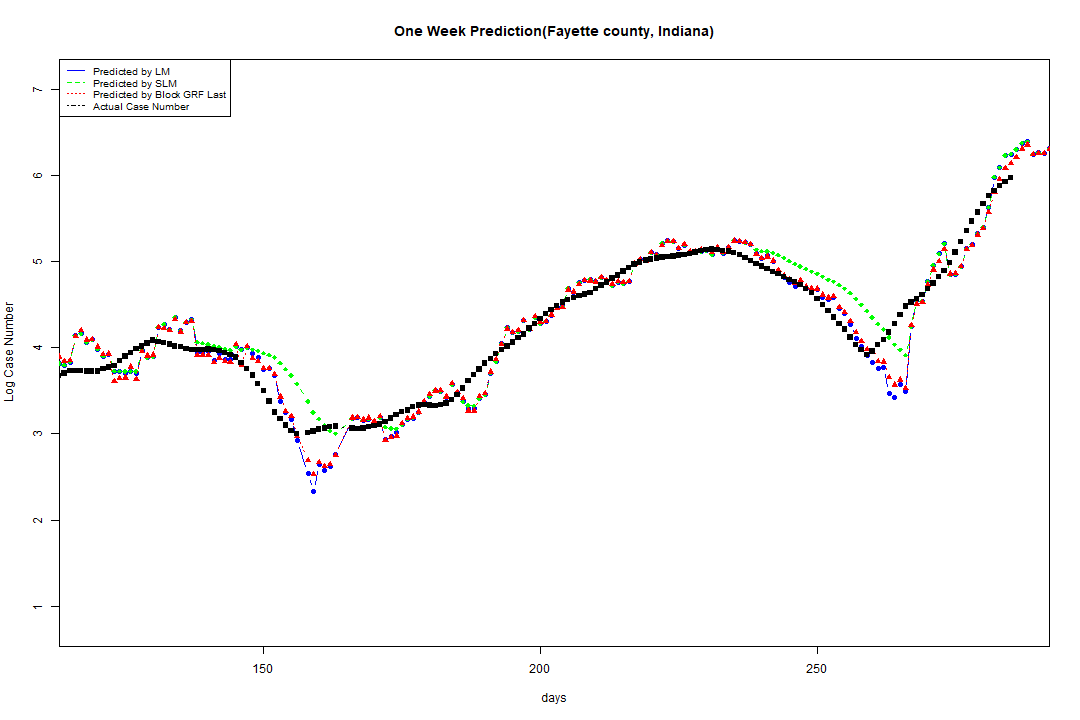 One Week Prediction(Fayette county, Indiana)
Predicted by LM
Predicted by SLM
Predicted by Block GRF Last
Actual Case Number
7
6
5
4
3
2
1
Log Case Number
150
200
250
days